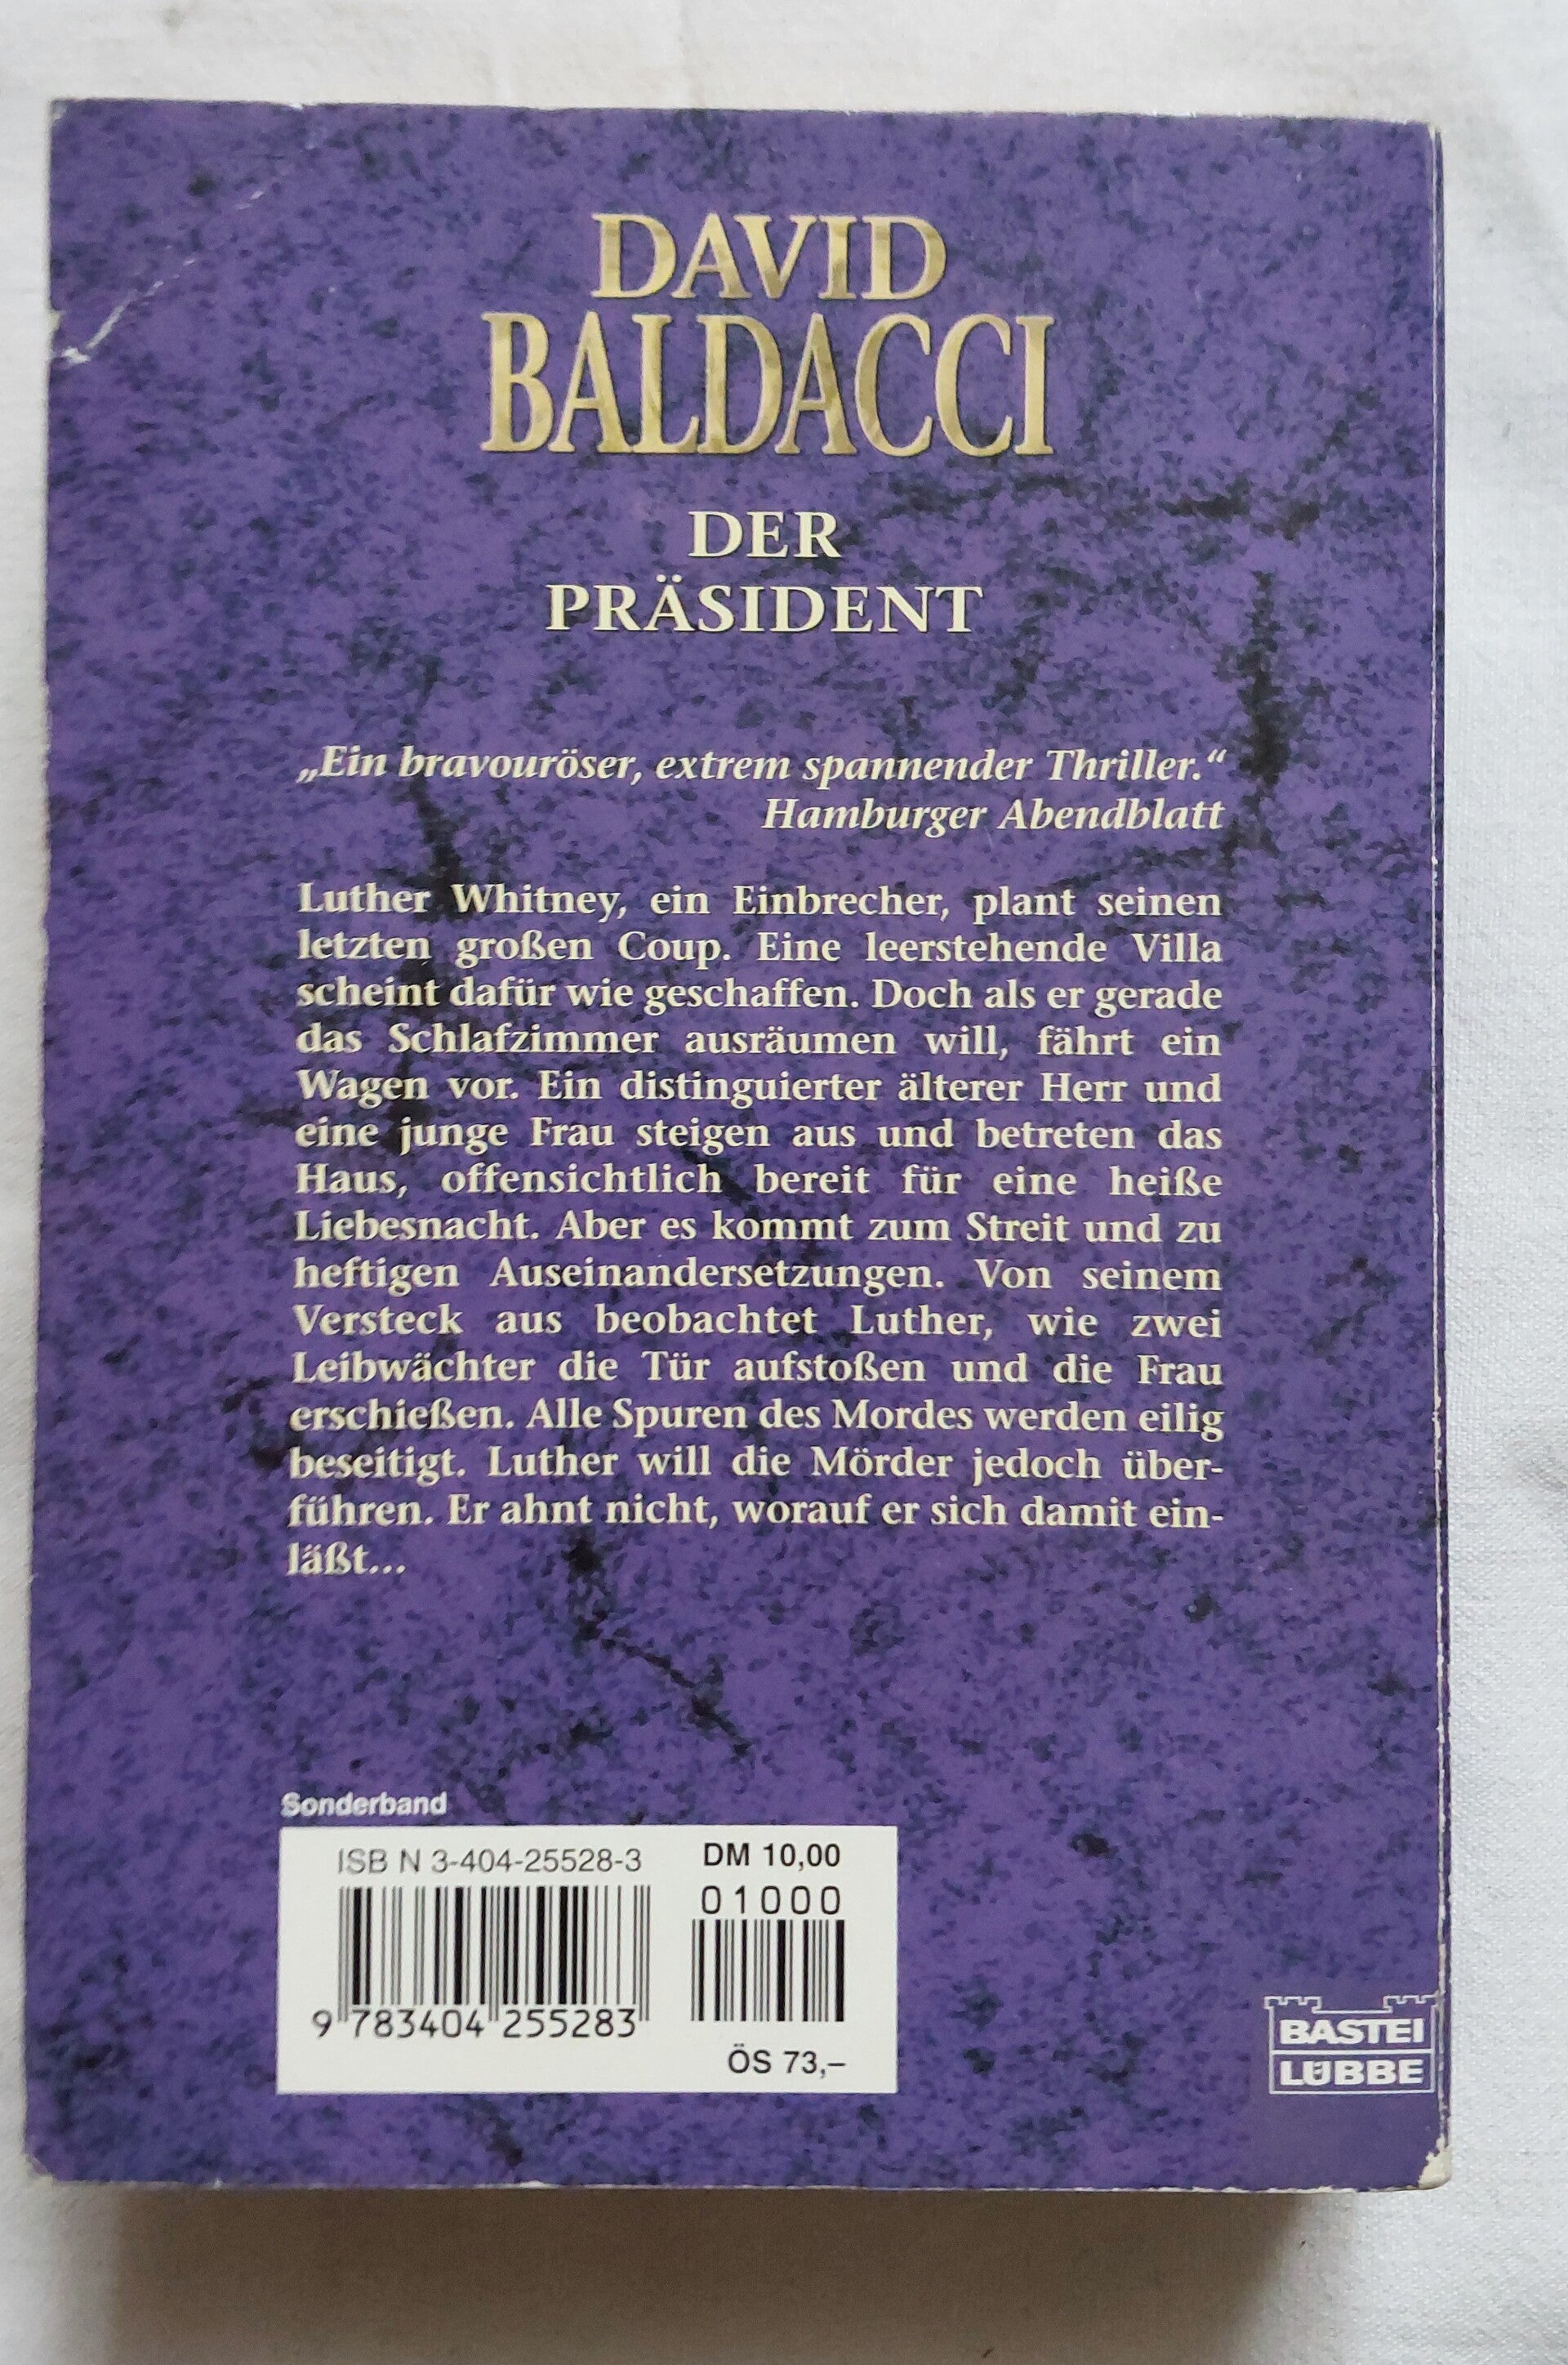 DAVID
BALDACCI
DER
PRÄSIDENT
„Ein bravouröser, extrem spannender Thriller.“
Hamburger Abendblatt
Luther Whitney, ein Einbrecher, plant seinen
letzten großen Coup. Eine leerstehende Villa
scheint dafür wie geschaffen. Doch als er gerade
das Schlafzimmer ausräumen will, fährt ein
Wagen vor. Ein distinguierter älterer Herr und
eine junge Frau steigen aus und betreten das
Haus, offensichtlich bereit für eine heiße
Liebesnacht. Aber es kommt zum Streit und zu
heftigen Auseinandersetzungen. Von seinem
Versteck aus beobachtet Luther, wie zwei
Leibwächter die Tür aufstoßen und die Frau
erschießen. Alle Spuren des Mordes werden eilig
beseitigt. Luther will die Mörder jedoch über-
führen. Er ahnt nicht, worauf er sich damit ein-
läßt...
Sonderband
ISBN 3-404-25528-3
DM 10,00
01000
9 783404 255283
ÖS 73,–
BASTEI
LÜBBE